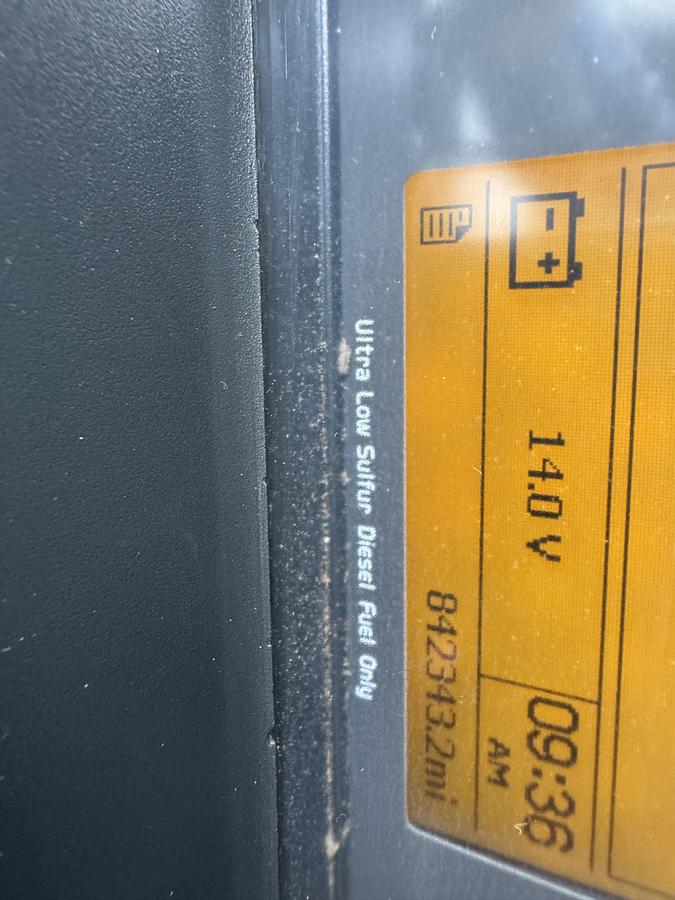 14.0 V
09:36
AM
842343.2mi
Ultra Low Sulfur Diesel Fuel Only